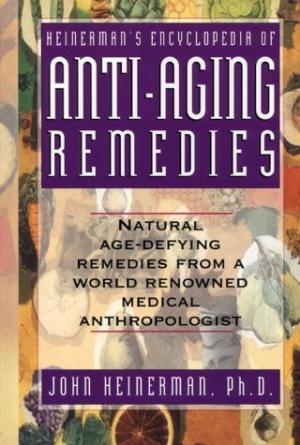 HEINERMAN'S ENCYCLOPEDIA OF
ANTI-AGING
REMEDIES
NATURAL
AGE-DEFYING
REMEDIES FROM A
WORLD RENOWNED
MEDICAL
ANTHROPOLOGIST
JOHN HEINERMAN, Ph.D.